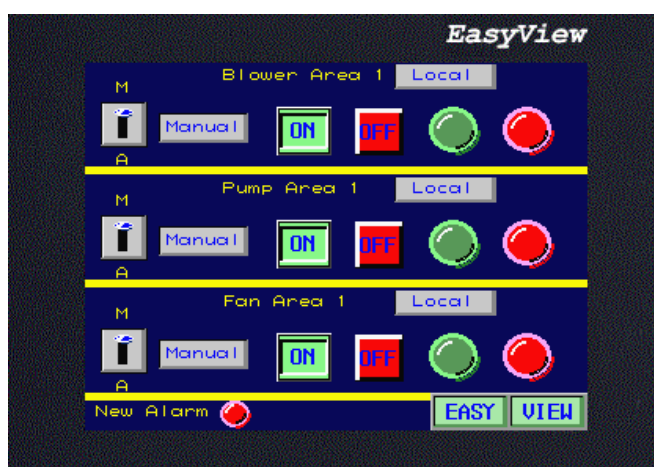 EasyView
Blower Area 1 Local
M
Manual ON OFF
A
Pump Area 1 Local
M
Manual ON OFF
A
Fan Area 1 Local
M
Manual ON OFF
A
New Alarm EASY VIEW